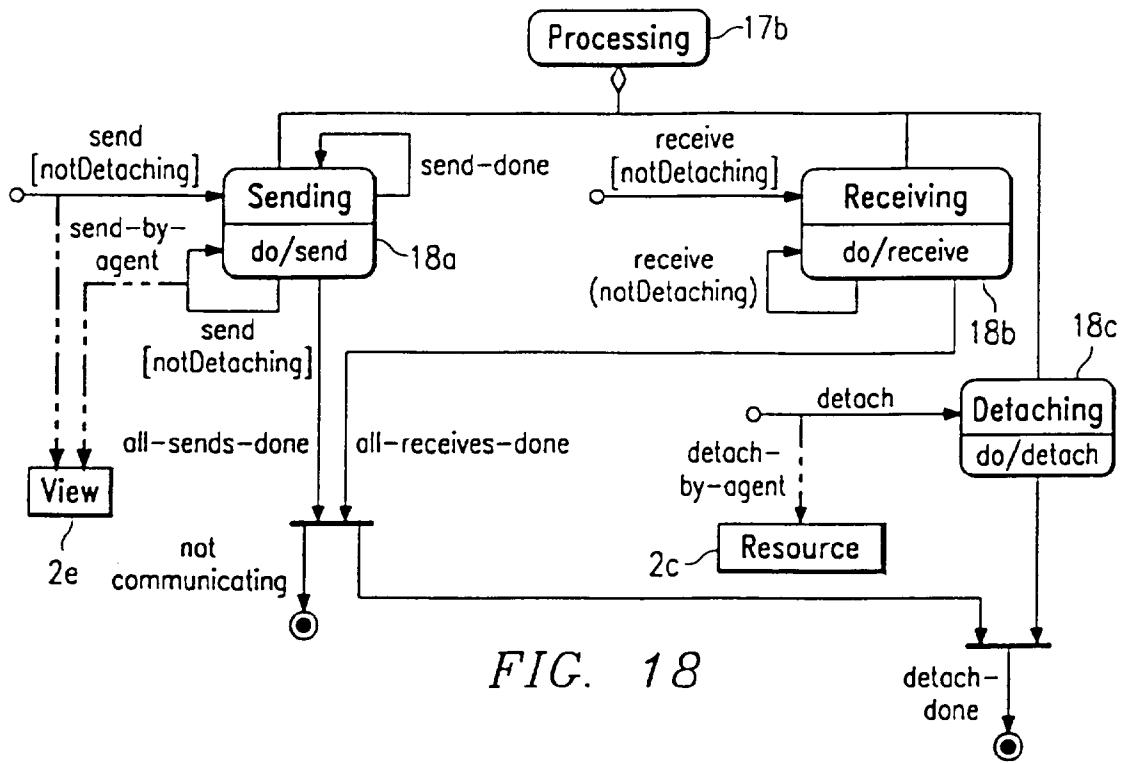 Processing
17b
send
[notDetaching]
send-done
receive
[notDetaching]
Sending
do/send
18a
Receiving
do/receive
18b
send-by-
agent
receive
(notDetaching)
send
[notDetaching]
18c
detach
Detaching
do/detach
all-sends-done
all-receives-done
detach-
by-agent
View
2e
Resource
2c
not
communicating
detach-
done
FIG. 18